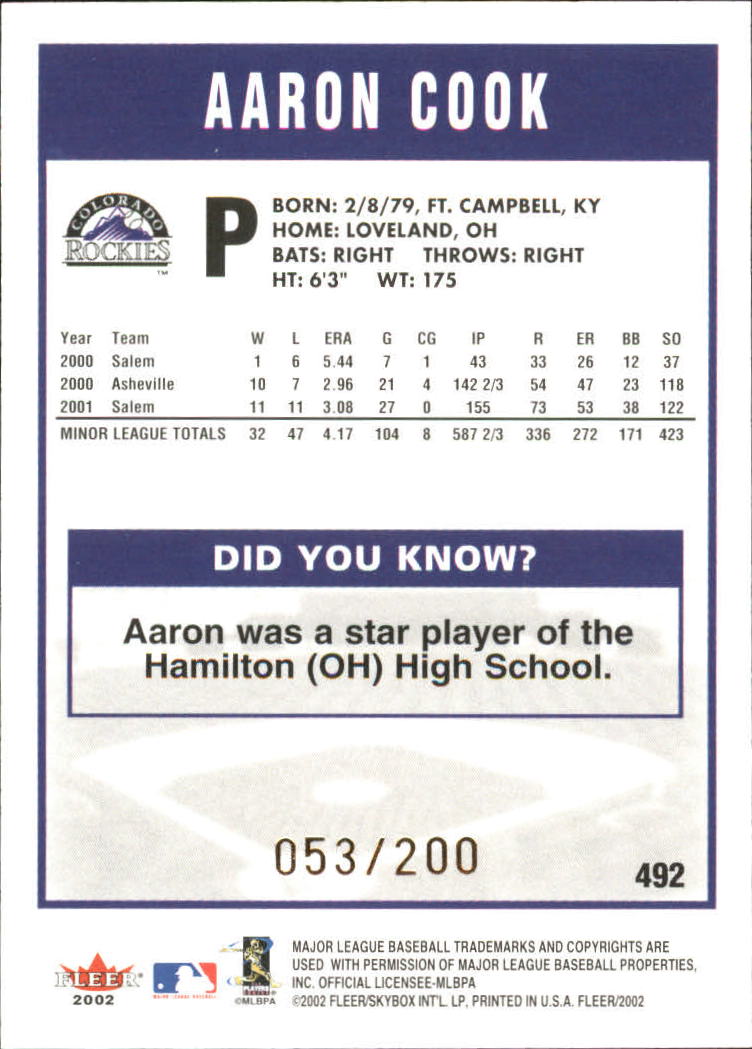 AARON COOK
COLORADO
ROCKIES
TM
P
BORN: 2/8/79, FT. CAMPBELL, KY
HOME: LOVELAND, OH
BATS: RIGHT THROWS: RIGHT
HT: 6'3" WT: 175
Year Team W L ERA G CG IP R ER BB SO
2000 Salem 1 6 5.44 7 1 43 33 26 12 37
2000 Asheville 10 7 2.96 21 4 142 2/3 54 47 23 118
2001 Salem 11 11 3.08 27 0 155 73 53 38 122
MINOR LEAGUE TOTALS 32 47 4.17 104 8 587 2/3 336 272 171 423
DID YOU KNOW?
Aaron was a star player of the
Hamilton (OH) High School.
053/200
492
FLEER®
2002
MAJOR LEAGUE BASEBALL
PLAYERS
©MLBPA
MAJOR LEAGUE BASEBALL TRADEMARKS AND COPYRIGHTS ARE
USED WITH PERMISSION OF MAJOR LEAGUE BASEBALL PROPERTIES,
INC. OFFICIAL LICENSEE-MLBPA
©2002 FLEER/SKYBOX INT'L. LP, PRINTED IN U.S.A. FLEER/2002